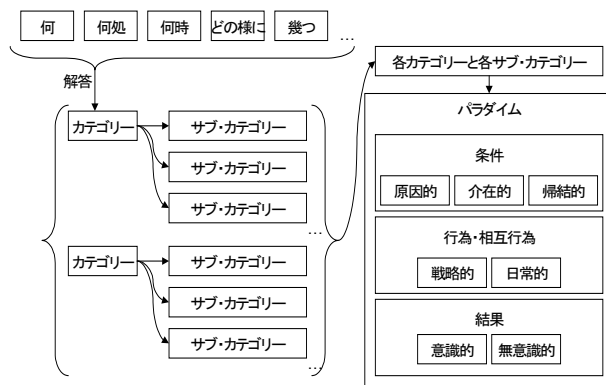 何 何処 何時 どの様に 幾つ …
解答
カテゴリー
サブ・カテゴリー
サブ・カテゴリー
サブ・カテゴリー
…
カテゴリー
サブ・カテゴリー
サブ・カテゴリー
サブ・カテゴリー
…
各カテゴリーと各サブ・カテゴリー
パラダイム
条件
原因的 介在的 帰結的
行為・相互行為
戦略的 日常的
結果
意識的 無意識的